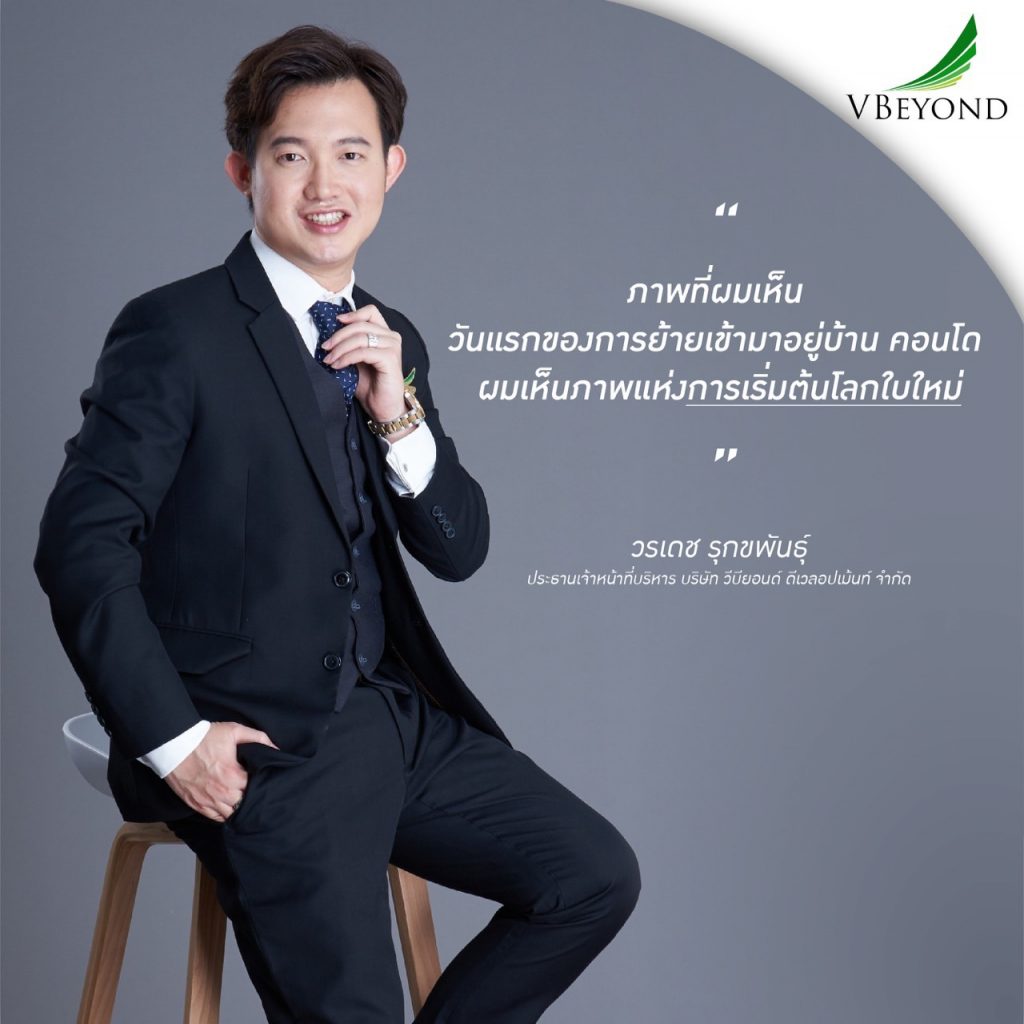 VBEYOND
“
ภาพที่ผมเห็น
วันแรกของการย้ายเข้ามาอยู่บ้าน คอนโด
ผมเห็นภาพแห่งการเริ่มต้นโลกใบใหม่
”
วรเดช รุกขพันธุ์
ประธานเจ้าหน้าที่บริหาร บริษัท วีบียอนด์ ดีเวลอปเม้นท์ จำกัด